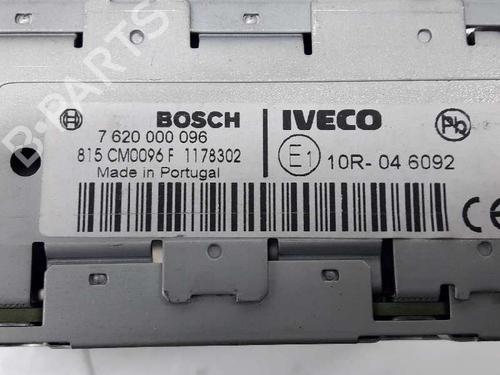 BOSCH
7 620 000 096
815 CM0096 F 1178302
Made in Portugal
IVECO
E1 10R- 04 6092
Pb
CE
B-PARTS